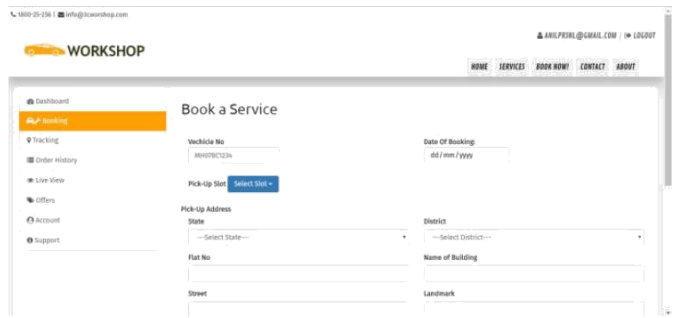 1800-25-256 | info@licworshop.com
ANILPR3NL@GMAIL.COM | LOGOUT
WORKSHOP
HOME SERVICES BOOK NOW! CONTACT ABOUT
Dashboard
Booking
Tracking
Order History
Live View
Offers
Account
Support
Book a Service
Vechicle No Date Of Booking:
MH07BC1234 dd/mm/yyyy
Pick-Up Slot Select Slot
Pick-Up Address
State District
---Select State--- ---Select District---
Flat No Name of Building
Street Landmark